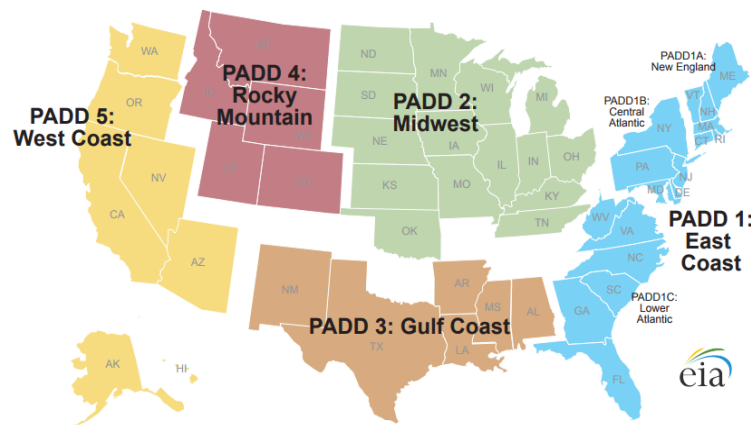 WA
OR
CA
NV
AZ
AK
HI
PADD 5:
West Coast
MT
ID
WY
UT
CO
PADD 4:
Rocky
Mountain
ND
SD
NE
KS
OK
MN
IA
MO
WI
IL
MI
IN
OH
KY
TN
PADD 2:
Midwest
NM
TX
AR
LA
MS
AL
PADD 3: Gulf Coast
PADD1A:
New England
ME
VT
NH
MA
CT
RI
PADD1B:
Central
Atlantic
NY
PA
NJ
MD
DE
WV
VA
NC
SC
GA
FL
PADD 1:
East
Coast
PADD1C:
Lower
Atlantic
eia